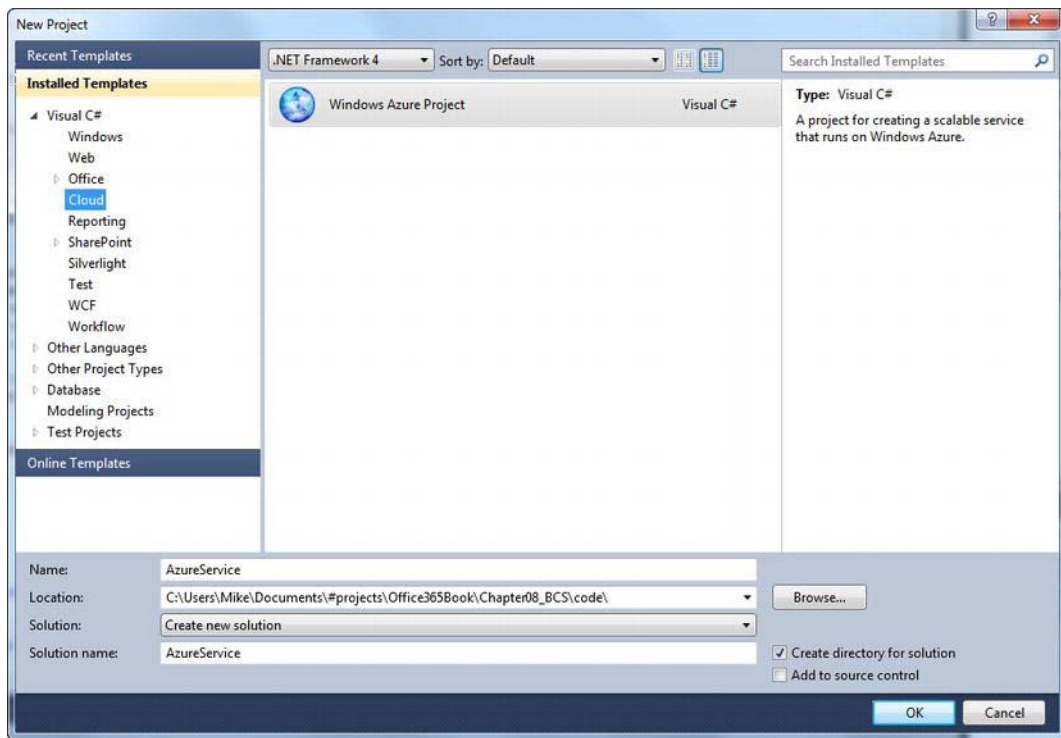 New Project
Recent Templates
Installed Templates
Visual C#
Windows
Web
Office
Cloud
Reporting
SharePoint
Silverlight
Test
WCF
Workflow
Other Languages
Other Project Types
Database
Modeling Projects
Test Projects
Online Templates
.NET Framework 4
Sort by: Default
Windows Azure Project Visual C#
Search Installed Templates
Type: Visual C#
A project for creating a scalable service
that runs on Windows Azure.
Name: AzureService
Location: C:\Users\Mike\Documents\#projects\Office365Book\Chapter08_BCS\code\ Browse...
Solution: Create new solution
Solution name: AzureService
Create directory for solution
Add to source control
OK Cancel